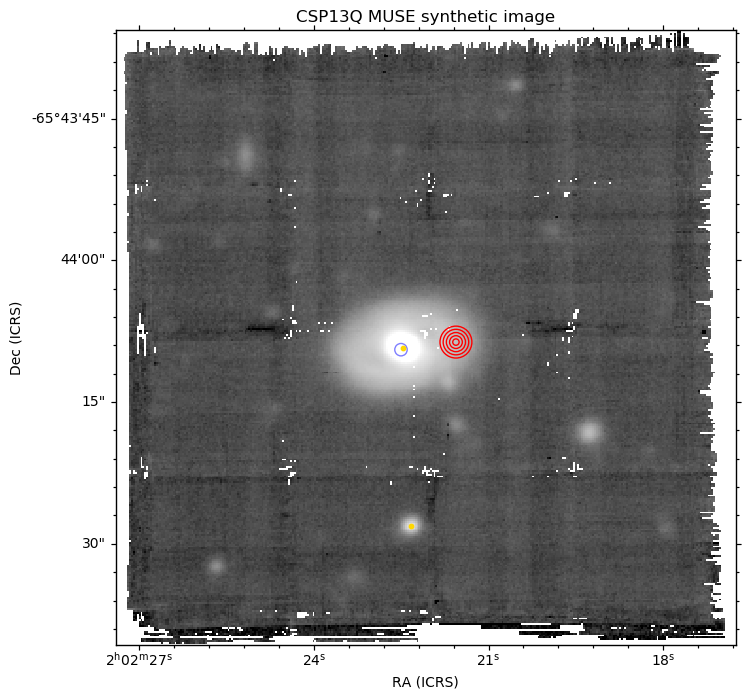 CSP13Q MUSE synthetic image
-65°43'45"
44'00"
15"
30"
Dec (ICRS)
2ʰ02ᵐ27ˢ 24ˢ 21ˢ 18ˢ
RA (ICRS)